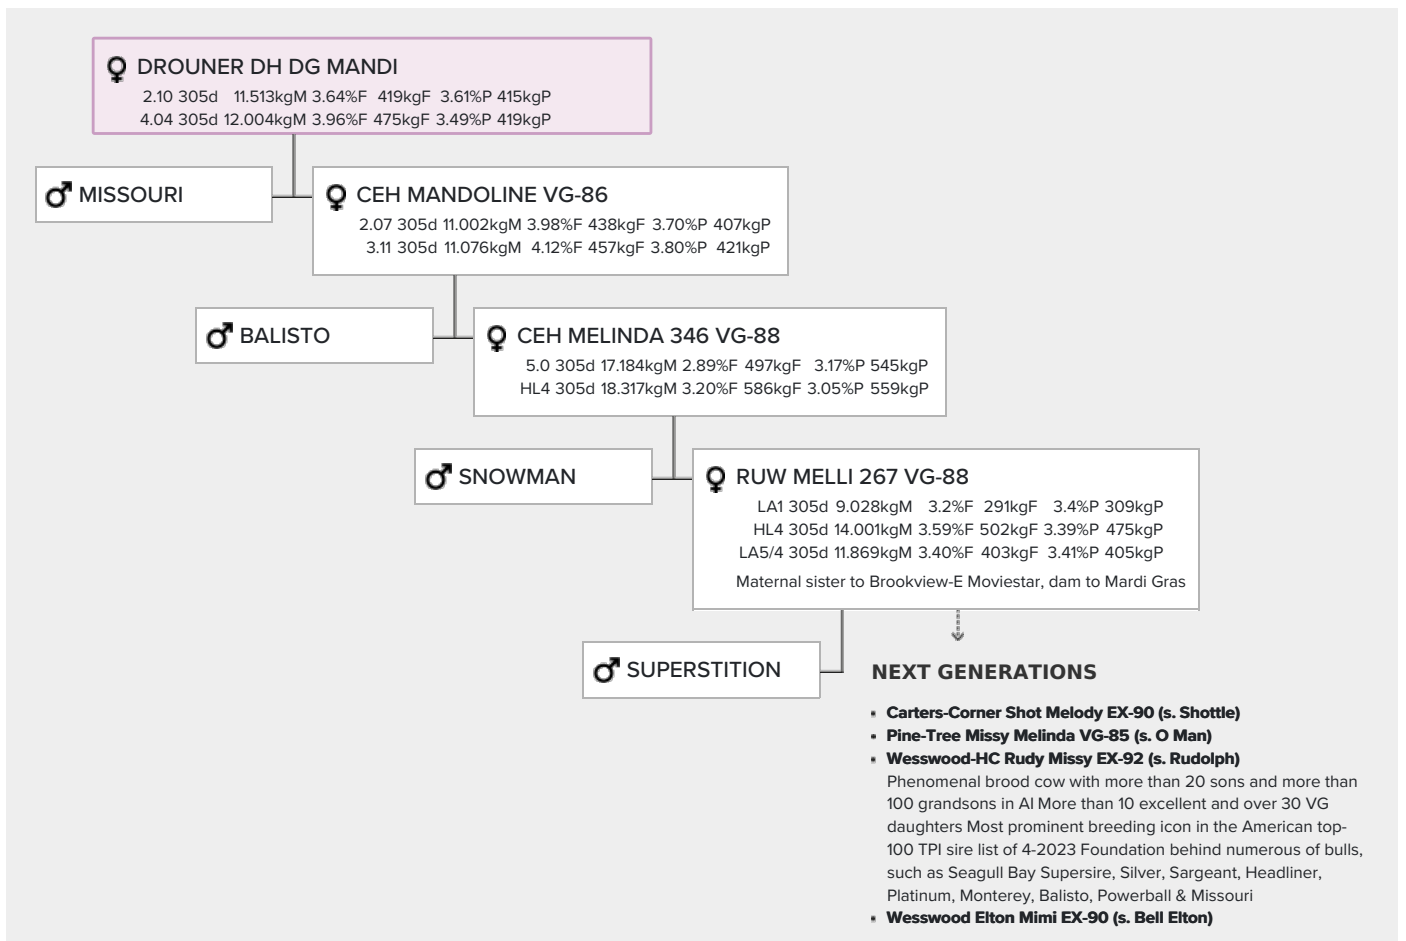 DROUNER DH DG MANDI
2.10 305d 11.513kgM 3.64%F 419kgF 3.61%P 415kgP
4.04 305d 12.004kgM 3.96%F 475kgF 3.49%P 419kgP
MISSOURI
CEH MANDOLINE VG-86
2.07 305d 11.002kgM 3.98%F 438kgF 3.70%P 407kgP
3.11 305d 11.076kgM 4.12%F 457kgF 3.80%P 421kgP
BALISTO
CEH MELINDA 346 VG-88
5.0 305d 17.184kgM 2.89%F 497kgF 3.17%P 545kgP
HL4 305d 18.317kgM 3.20%F 586kgF 3.05%P 559kgP
SNOWMAN
RUW MELLI 267 VG-88
LA1 305d 9.028kgM 3.2%F 291kgF 3.4%P 309kgP
HL4 305d 14.001kgM 3.59%F 502kgF 3.39%P 475kgP
LA5/4 305d 11.869kgM 3.40%F 403kgF 3.41%P 405kgP
Maternal sister to Brookview-E Moviestar, dam to Mardi Gras
SUPERSTITION
NEXT GENERATIONS
Carters-Corner Shot Melody EX-90 (s. Shottle)
Pine-Tree Missy Melinda VG-85 (s. O Man)
Wesswood-HC Rudy Missy EX-92 (s. Rudolph)
Phenomenal brood cow with more than 20 sons and more than
100 grandsons in AI More than 10 excellent and over 30 VG
daughters Most prominent breeding icon in the American top-
100 TPI sire list of 4-2023 Foundation behind numerous of bulls,
such as Seagull Bay Supersire, Silver, Sargeant, Headliner,
Platinum, Monterey, Balisto, Powerball & Missouri
Wesswood Elton Mimi EX-90 (s. Bell Elton)